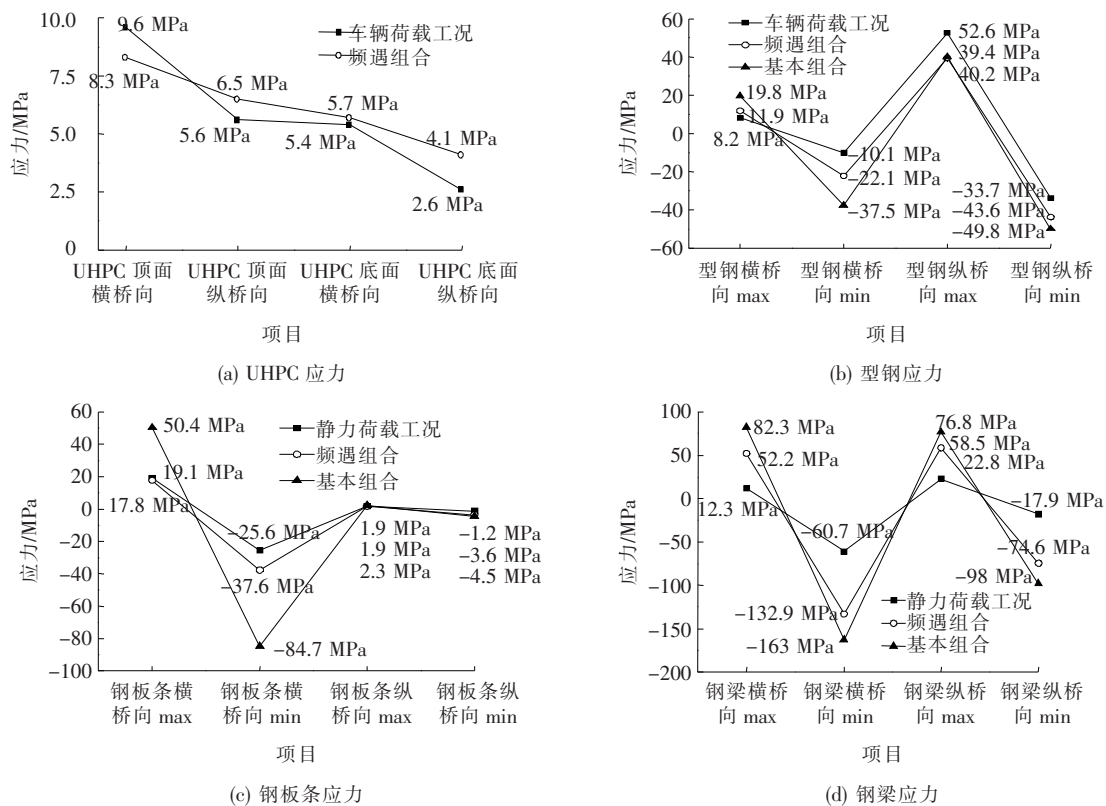 10.0
7.5
5.0
2.5
0
应力/MPa
9.6 MPa
8.3 MPa
6.5 MPa
5.6 MPa
5.7 MPa
5.4 MPa
4.1 MPa
2.6 MPa
车辆荷载工况
频遇组合
UHPC 顶面 UHPC 顶面 UHPC 底面 UHPC 底面
横桥向 纵桥向 横桥向 纵桥向
项目
(a) UHPC 应力
60
40
20
0
−20
−40
−60
应力/MPa
车辆荷载工况
频遇组合
基本组合
19.8 MPa
11.9 MPa
8.2 MPa
−10.1 MPa
−22.1 MPa
−37.5 MPa
52.6 MPa
39.4 MPa
40.2 MPa
−33.7 MPa
−43.6 MPa
−49.8 MPa
型钢横桥 型钢横桥 型钢纵桥 型钢纵桥
向 max 向 min 向 max 向 min
项目
(b) 型钢应力
60
40
20
0
−20
−40
−60
−80
−100
应力/MPa
静力荷载工况
频遇组合
基本组合
50.4 MPa
19.1 MPa
17.8 MPa
−25.6 MPa
−37.6 MPa
−84.7 MPa
1.9 MPa
1.9 MPa
2.3 MPa
−1.2 MPa
−3.6 MPa
−4.5 MPa
钢板条横 钢板条横 钢板条纵 钢板条纵
桥向 max 桥向 min 桥向 max 桥向 min
项目
(c) 钢板条应力
100
50
0
−50
−100
−150
−200
应力/MPa
82.3 MPa
52.2 MPa
12.3 MPa
−60.7 MPa
−132.9 MPa
−163 MPa
76.8 MPa
58.5 MPa
22.8 MPa
−17.9 MPa
−74.6 MPa
−98 MPa
静力荷载工况
频遇组合
基本组合
钢梁横桥 钢梁横桥 钢梁纵桥 钢梁纵桥
向 max 向 min 向 max 向 min
项目
(d) 钢梁应力